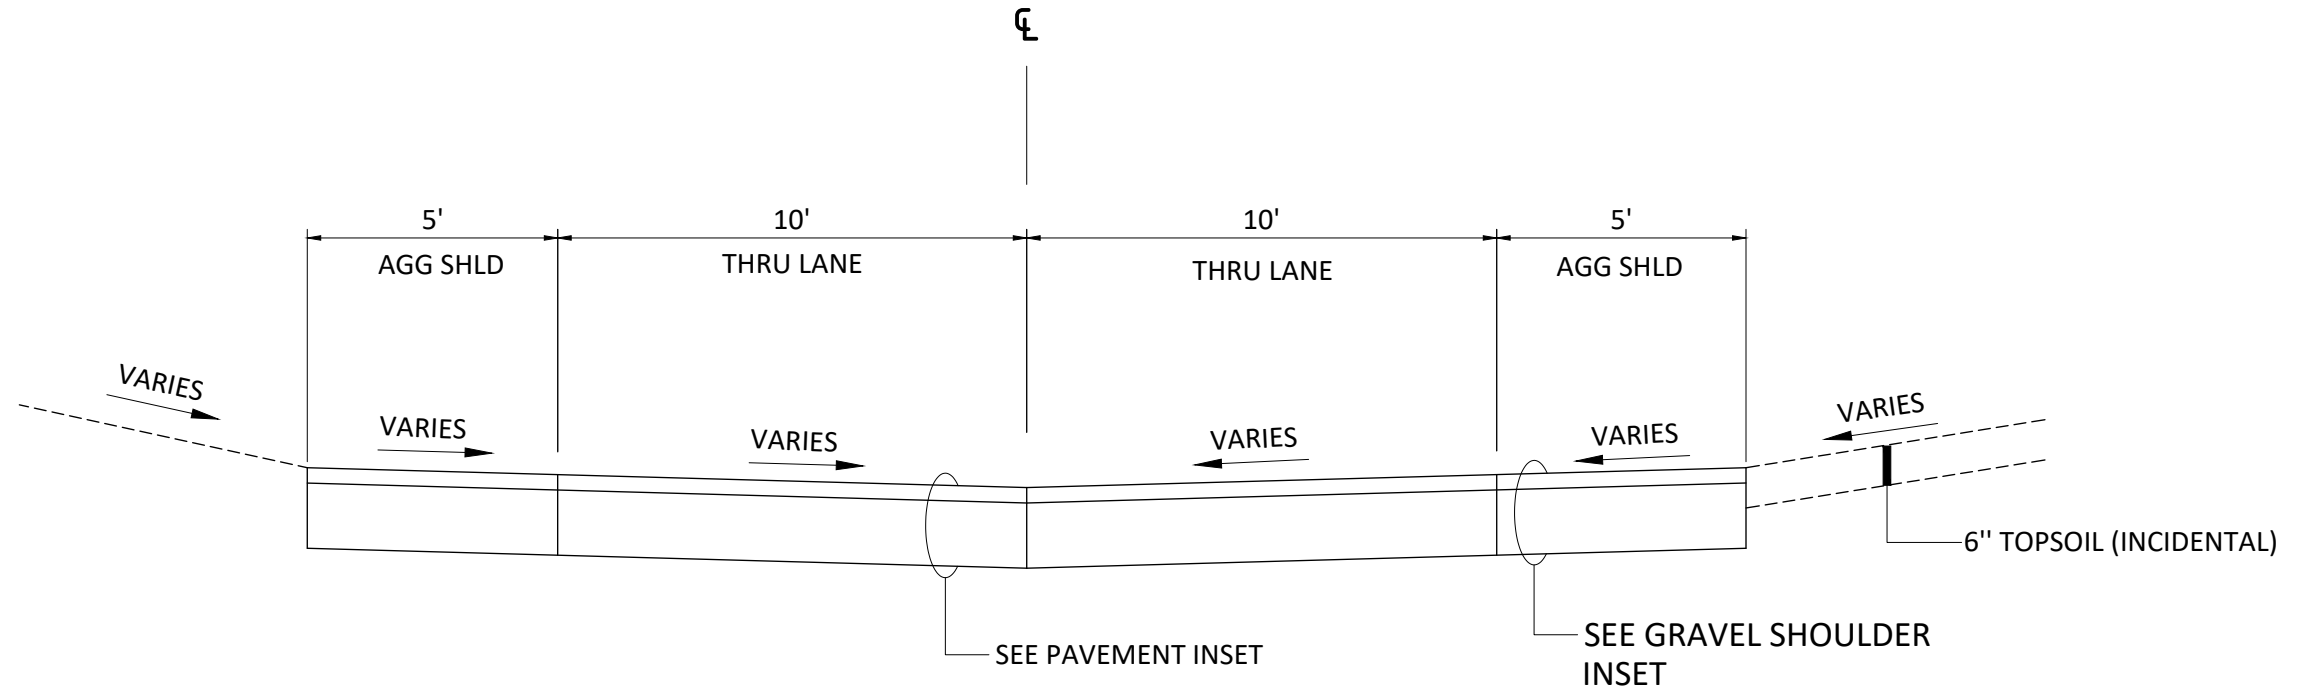 ℄
5' 10' 10' 5'
AGG SHLD THRU LANE THRU LANE AGG SHLD
VARIES VARIES VARIES VARIES VARIES VARIES
6'' TOPSOIL (INCIDENTAL)
SEE PAVEMENT INSET
SEE GRAVEL SHOULDER
INSET